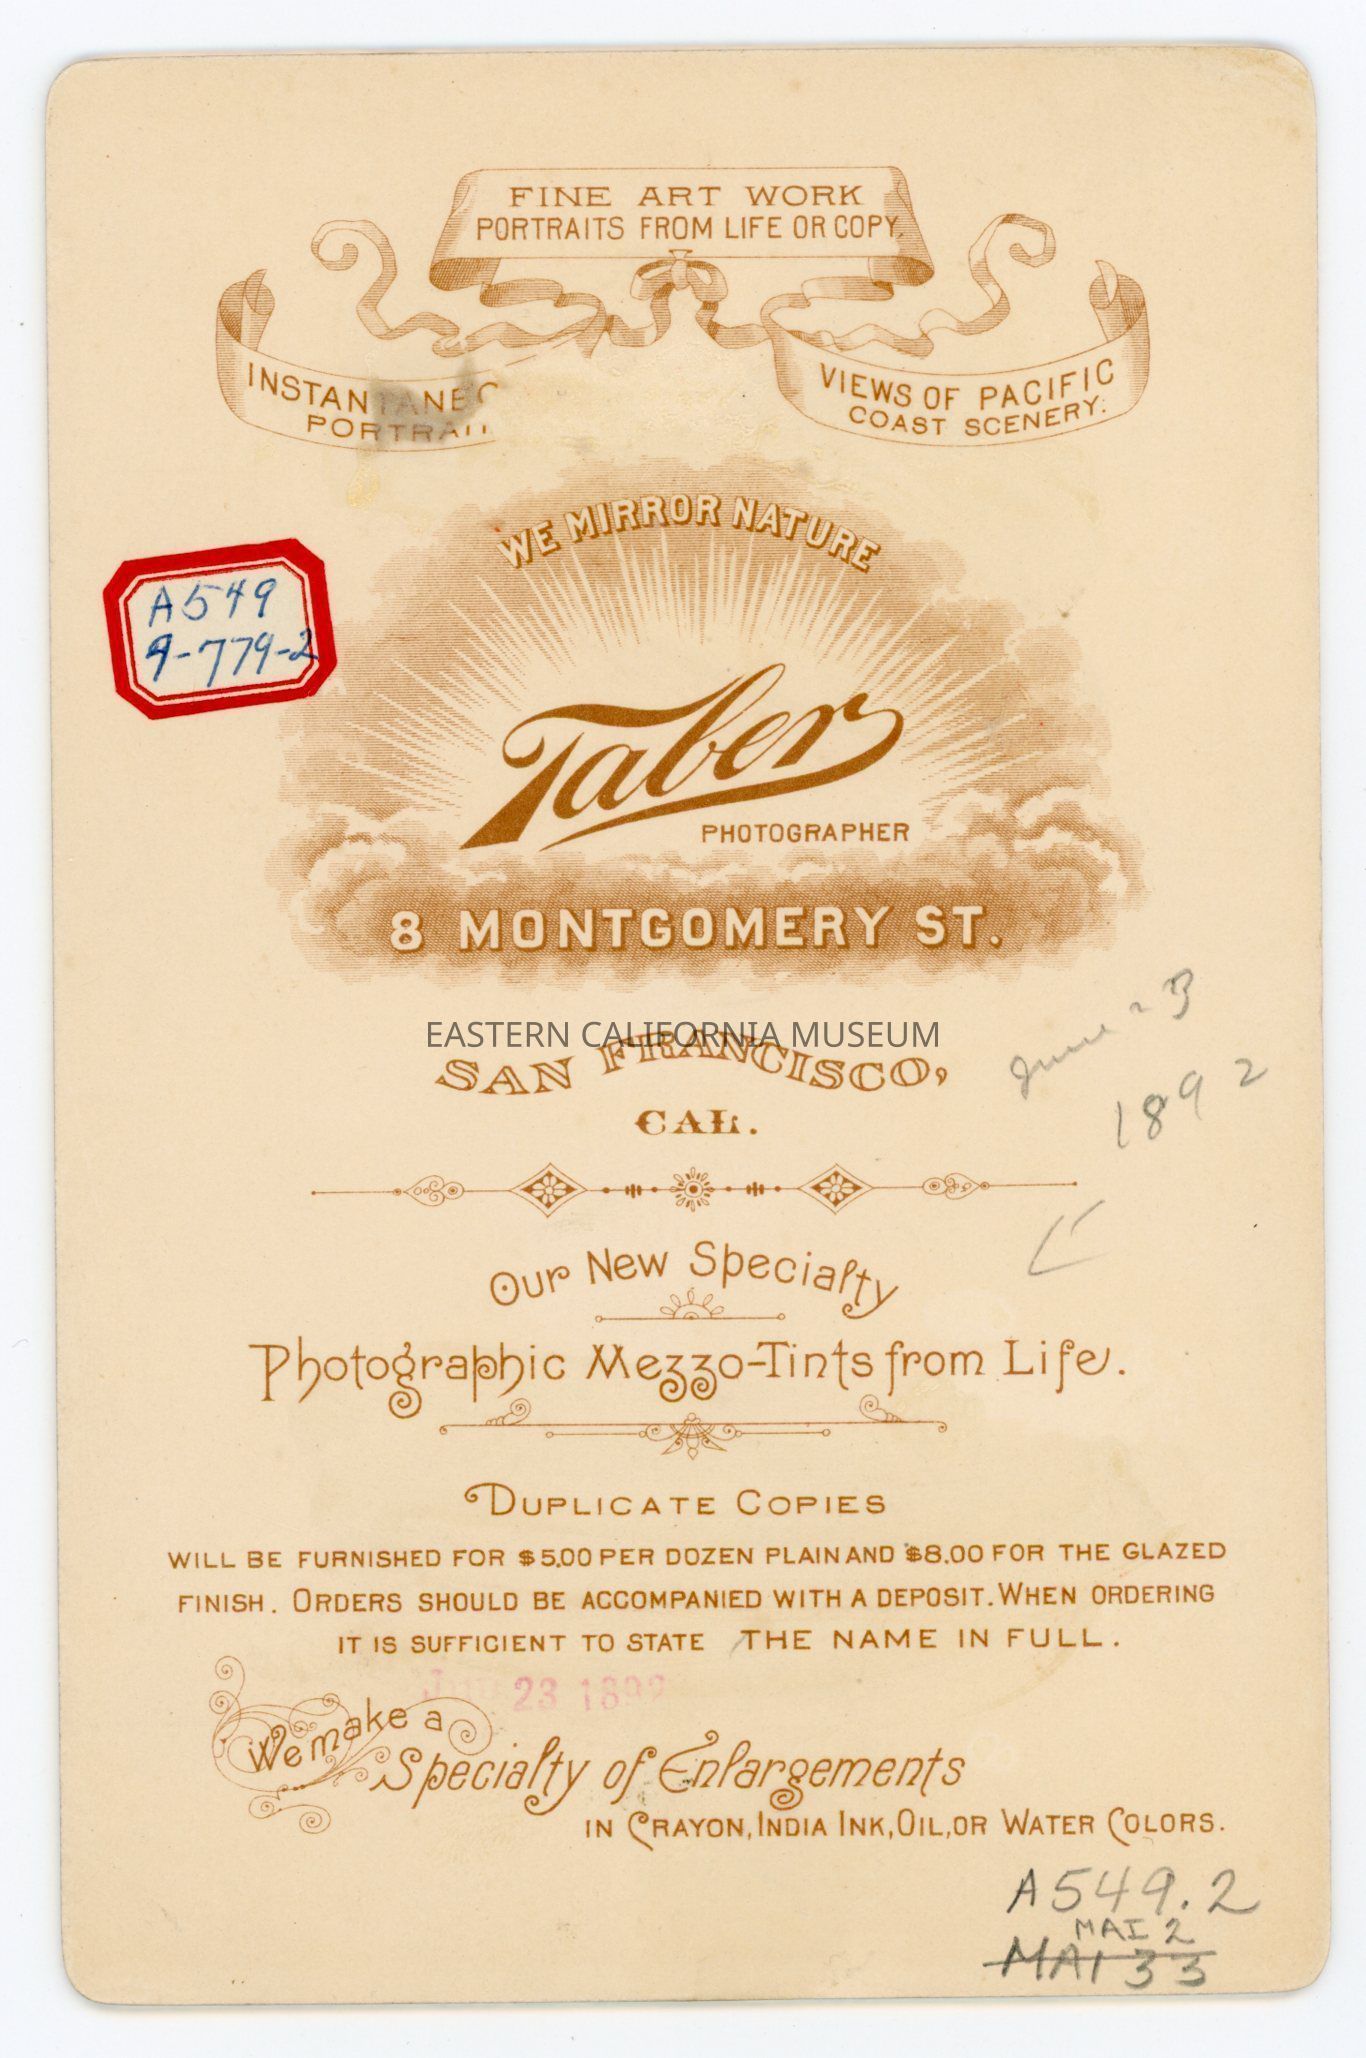 FINE ART WORK
PORTRAITS FROM LIFE OR COPY.
INSTANTANEO
PORTRAIT
VIEWS OF PACIFIC
COAST SCENERY.
WE MIRROR NATURE
A549
9-779-2
Taber
PHOTOGRAPHER
8 MONTGOMERY ST.
EASTERN CALIFORNIA MUSEUM
SAN FRANCISCO,
CAL.
June 23
1892
Our New Specialty
Photographic Mezzo-Tints from Life.
DUPLICATE COPIES
WILL BE FURNISHED FOR $5.00 PER DOZEN PLAIN AND $8.00 FOR THE GLAZED
FINISH. ORDERS SHOULD BE ACCOMPANIED WITH A DEPOSIT. WHEN ORDERING
IT IS SUFFICIENT TO STATE THE NAME IN FULL.
23 1892
We make a
Specialty of Enlargements
IN CRAYON, INDIA INK, OIL, OR WATER COLORS.
A549.2
MAI 2
MAI 33